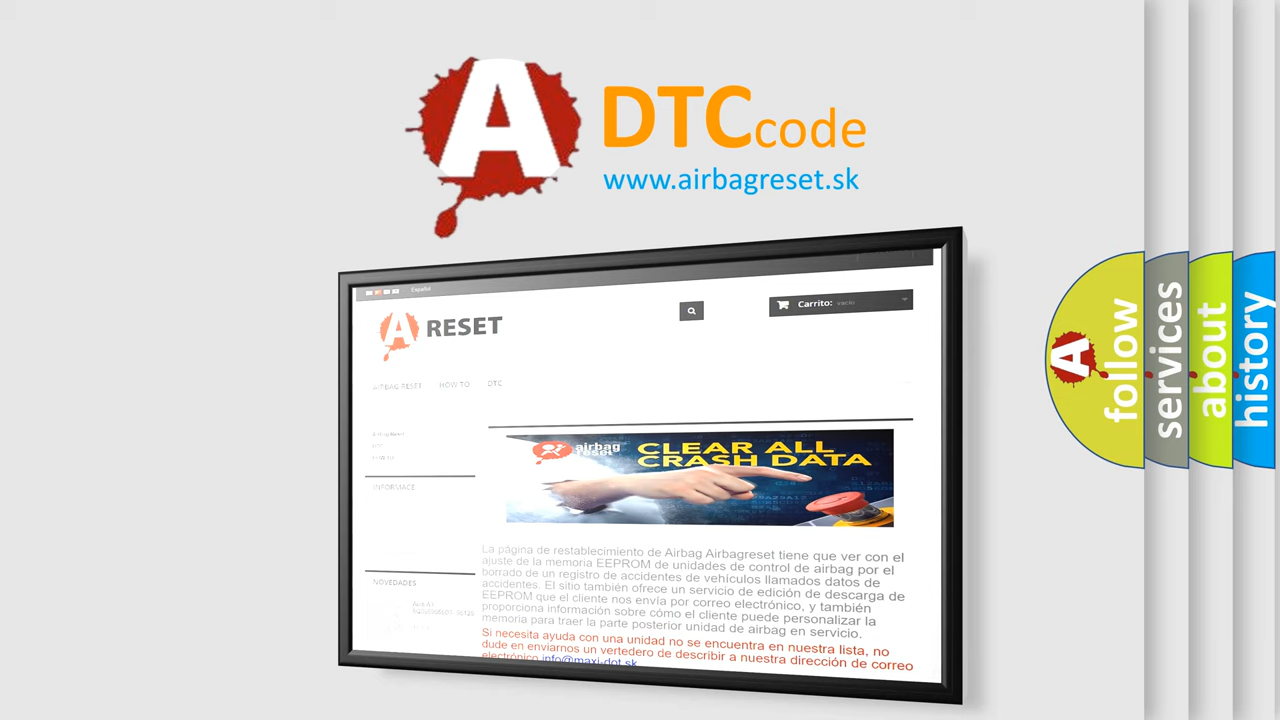 A DTCcode
www.airbagreset.sk
Español
A RESET
Carrito: vacío
AIRBAG RESET HOW TO DTC
INFORMACE
airbag
reset
CLEAR ALL
CRASH DATA
La página de restablecimiento de Airbag Airbagreset tiene que ver con el
ajuste de la memoria EEPROM de unidades de control de airbag por el
borrado de un registro de accidentes de vehículos llamados datos de
accidentes. El sitio también ofrece un servicio de edición de descarga de
EEPROM que el cliente nos envía por correo electrónico, y también
proporciona información sobre cómo el cliente puede personalizar la
memoria para traer la parte posterior unidad de airbag en servicio.
Si necesita ayuda con una unidad no se encuentra en nuestra lista, no
dude en enviarnos un vertedero de describir a nuestra dirección de correo
electrónico info@maxi-dot.sk
NOVEDADES
A
follow
services
about
history